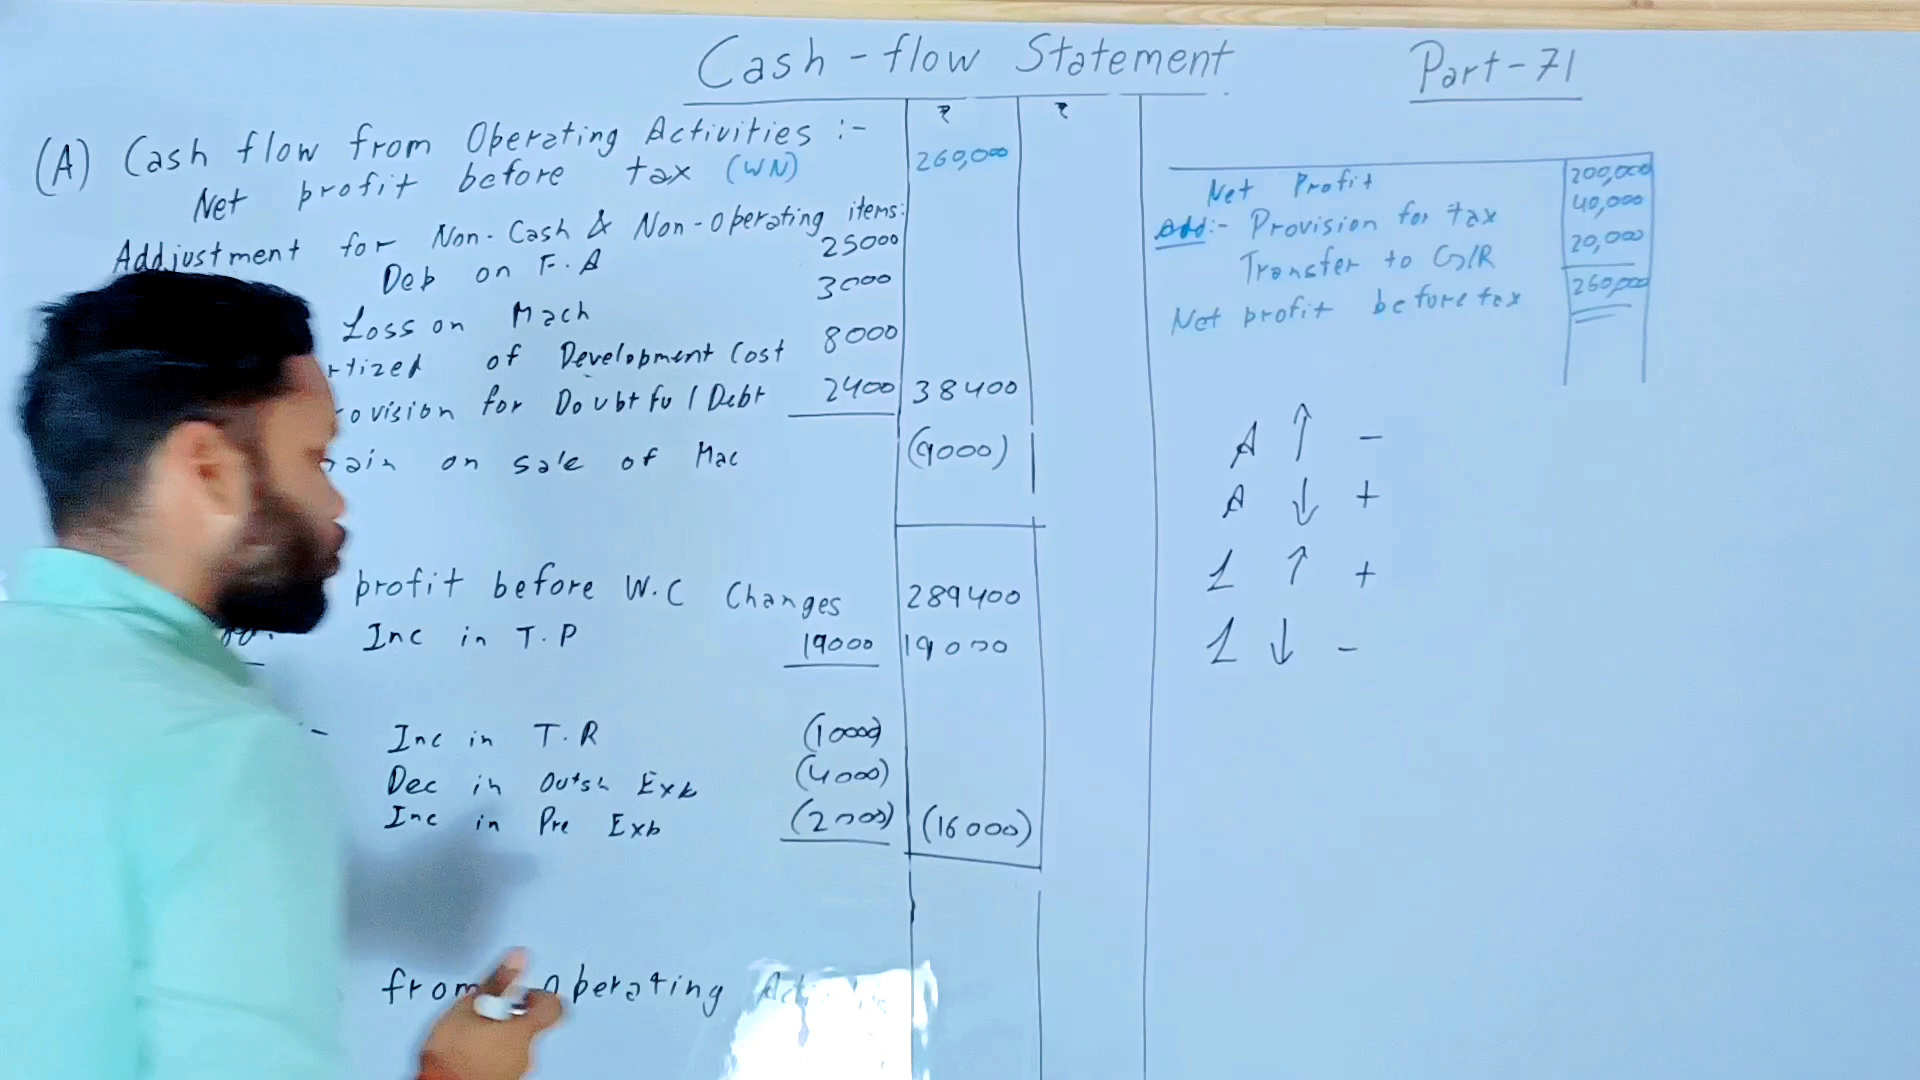 Cash-flow Statement
Part-71
₹ ₹
(A) Cash flow from Operating Activities :-
Net profit before tax (WN) 260,000
Addjustment for Non-Cash & Non-operating items:
Dep on F.A 25000
Loss on Mach 3000
of Development Cost 8000
for Doubtful Debt 2400 38400
on sale of Mac (9000)
profit before W.C Changes 289400
Inc in T.P 19000 19000
Inc in T.R (10000)
Dec in Outs Exp (4000)
Inc in Pre Exp (2000) (16000)
from operating
Net Profit 200,000
Add:- Provision for tax 40,000
Transfer to G/R 20,000
Net profit before tax 260,000
A ↑ -
A ↓ +
L ↑ +
L ↓ -